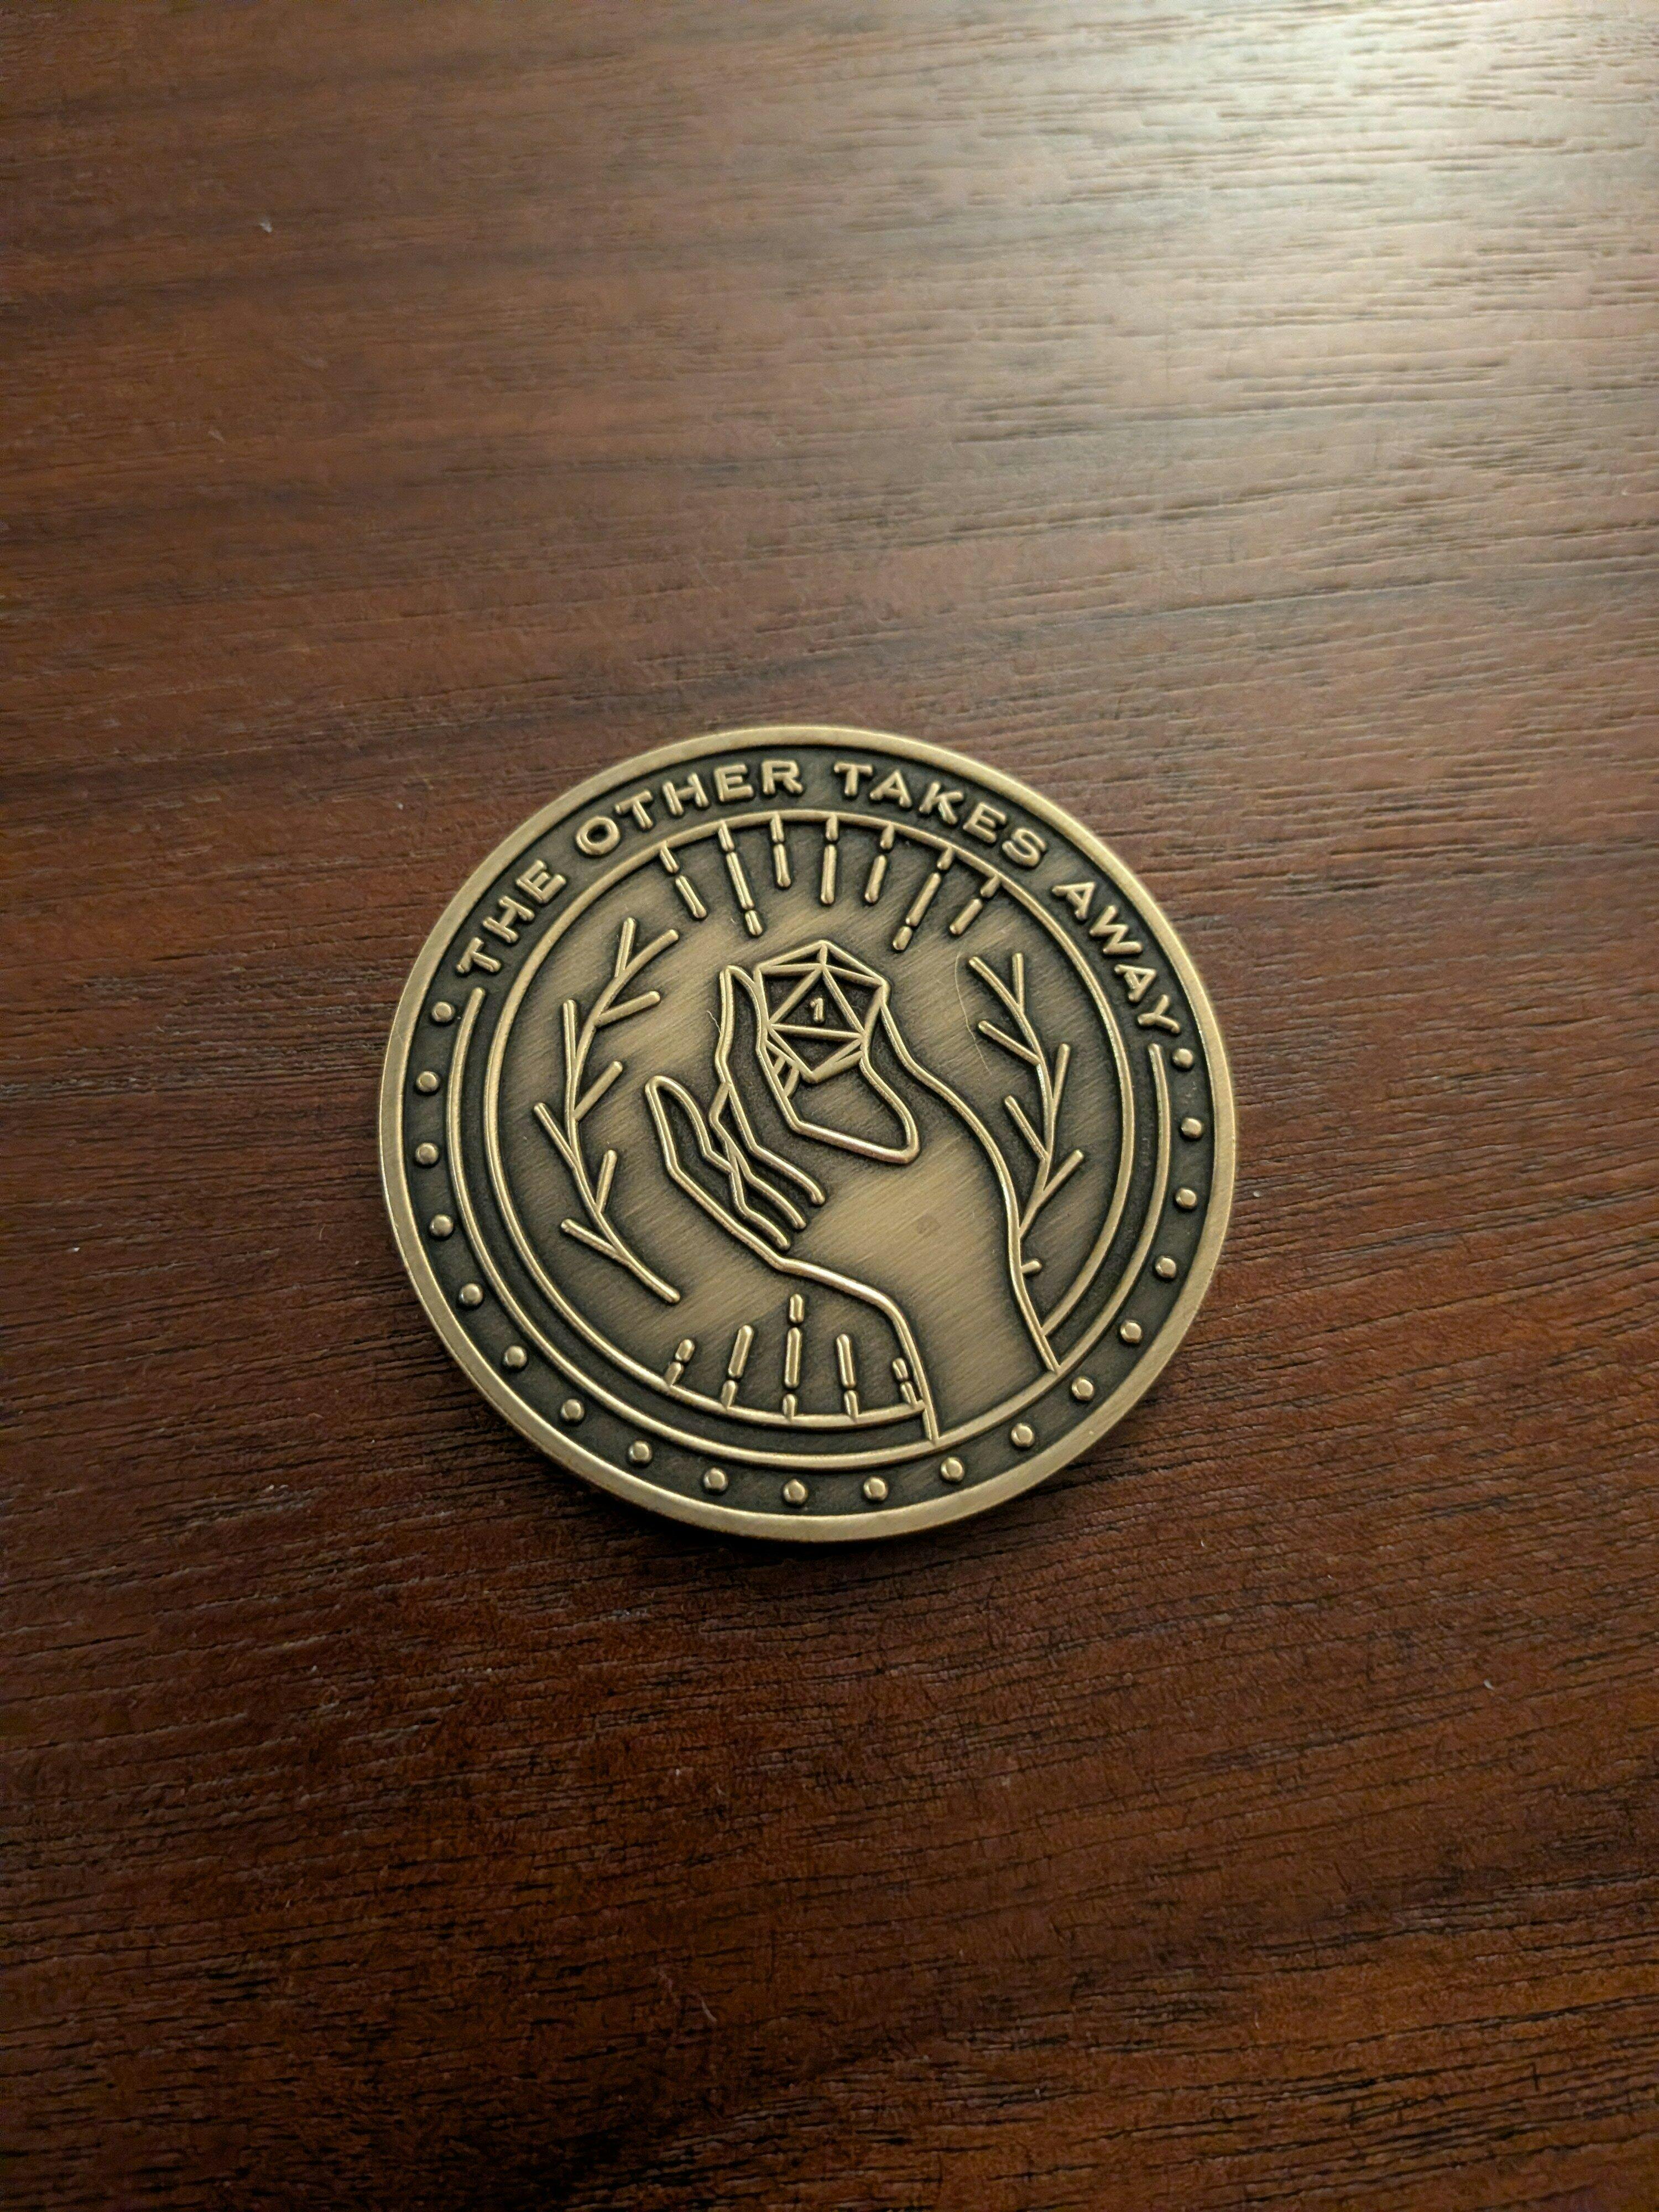 THE OTHER TAKES AWAY
1